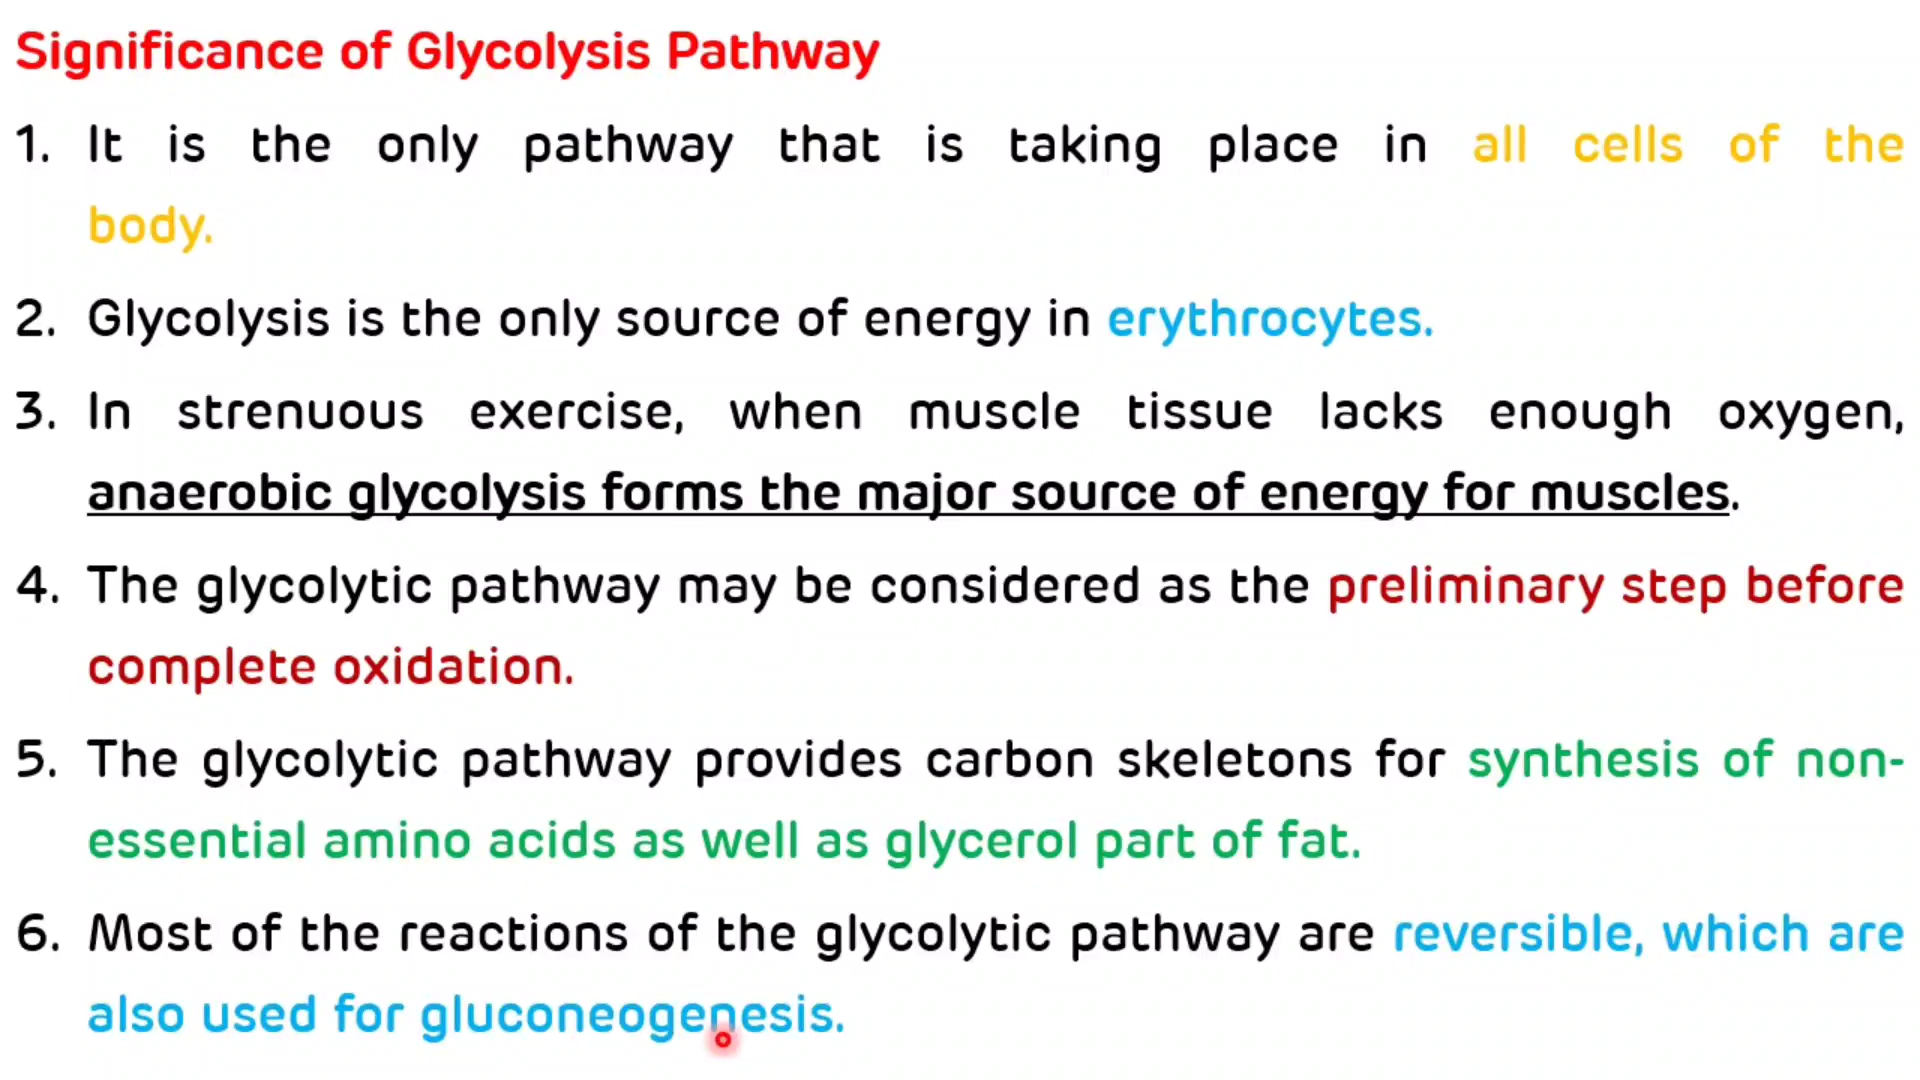 Significance of Glycolysis Pathway
1. It is the only pathway that is taking place in all cells of the
body.
2. Glycolysis is the only source of energy in erythrocytes.
3. In strenuous exercise, when muscle tissue lacks enough oxygen,
anaerobic glycolysis forms the major source of energy for muscles.
4. The glycolytic pathway may be considered as the preliminary step before
complete oxidation.
5. The glycolytic pathway provides carbon skeletons for synthesis of non-
essential amino acids as well as glycerol part of fat.
6. Most of the reactions of the glycolytic pathway are reversible, which are
also used for gluconeogenesis.